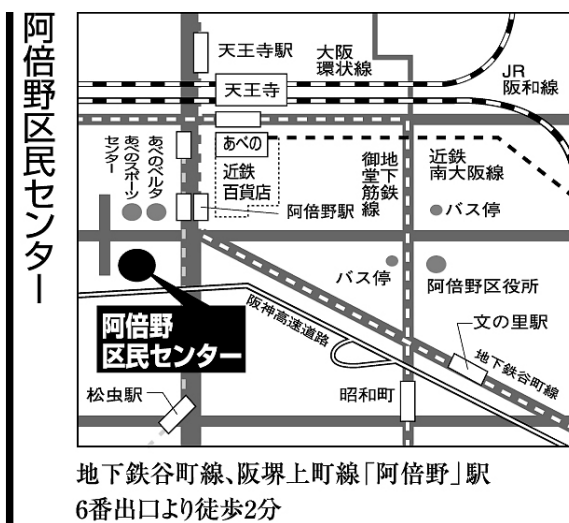 阿倍野区民センター
天王寺駅
大阪
環状線
JR
阪和線
天王寺
あべの
近鉄
百貨店
あべのベルタ
あべのスポーツ
センター
地下鉄
御堂筋線
近鉄
南大阪線
阿倍野駅
バス停
バス停
阿倍野区役所
阿倍野
区民センター
阪神高速道路
文の里駅
地下鉄谷町線
松虫駅
昭和町
地下鉄谷町線、阪堺上町線「阿倍野」駅
6番出口より徒歩2分